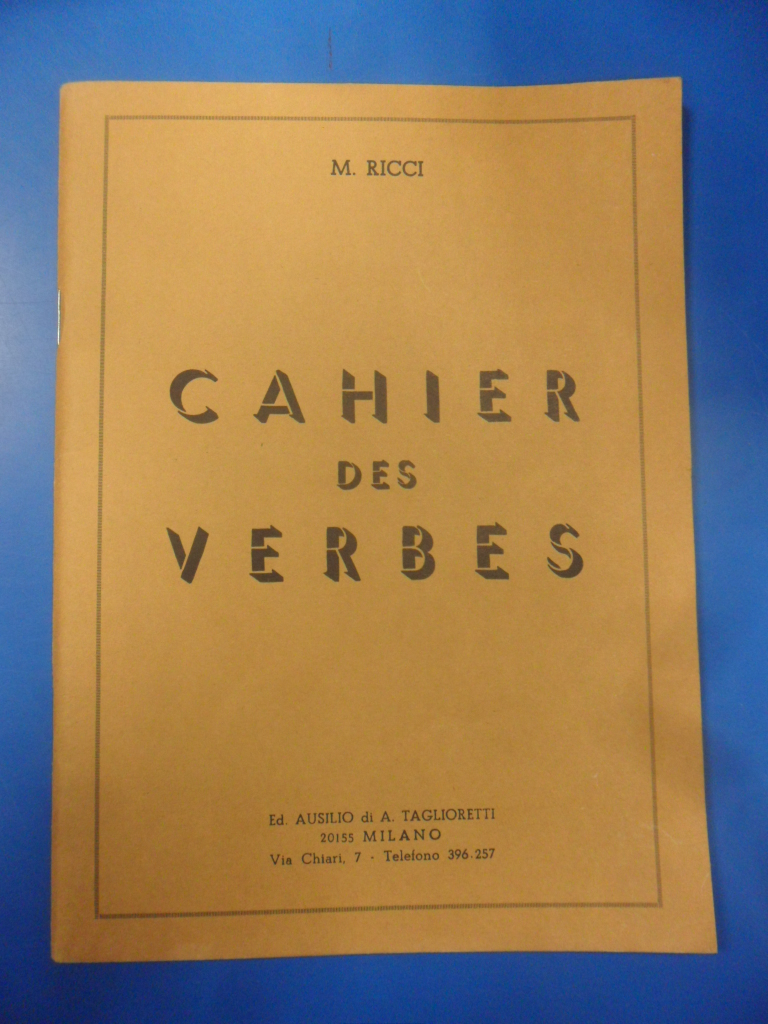 M. RICCI
CAHIER
DES
VERBES
Ed. AUSILIO di A. TAGLIORETTI
20155 MILANO
Via Chiari, 7 - Telefono 396.257